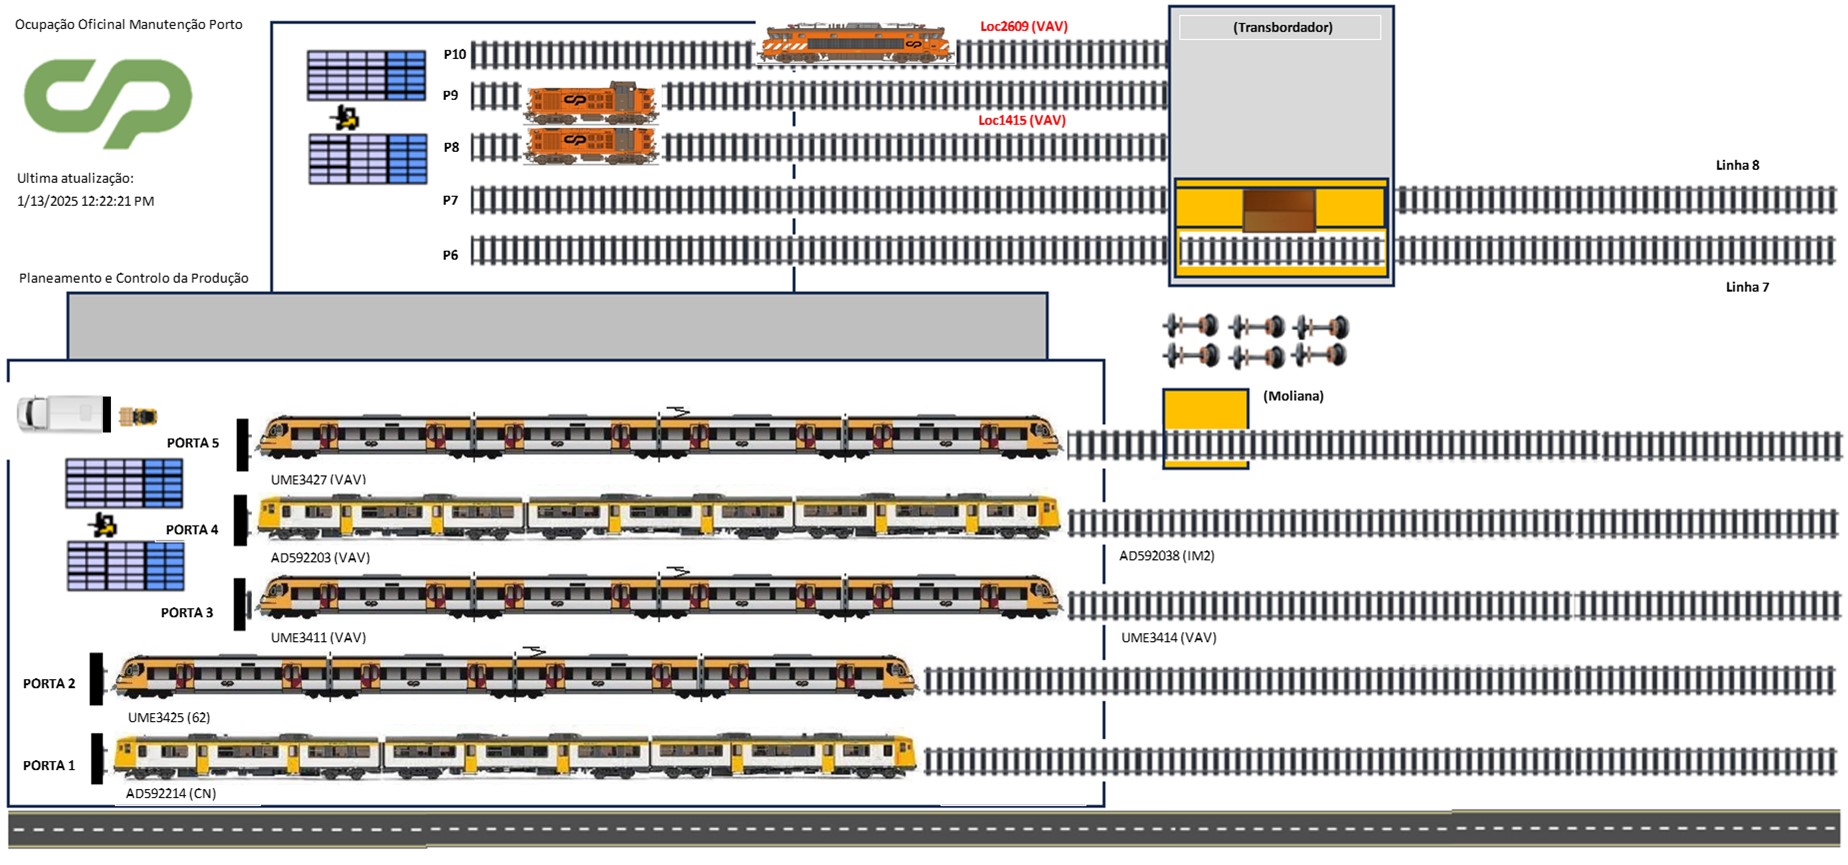 Ocupação Oficinal Manutenção Porto
Loc2609 (VAV)
(Transbordador)
P10
P9
Loc1415 (VAV)
P8
Linha 8
Ultima atualização:
1/13/2025 12:22:21 PM
P7
P6
Planeamento e Controlo da Produção
Linha 7
(Moliana)
PORTA 5
UME3427 (VAV)
PORTA 4
AD592203 (VAV)
AD592038 (IM2)
PORTA 3
UME3411 (VAV)
UME3414 (VAV)
PORTA 2
UME3425 (62)
PORTA 1
AD592214 (CN)